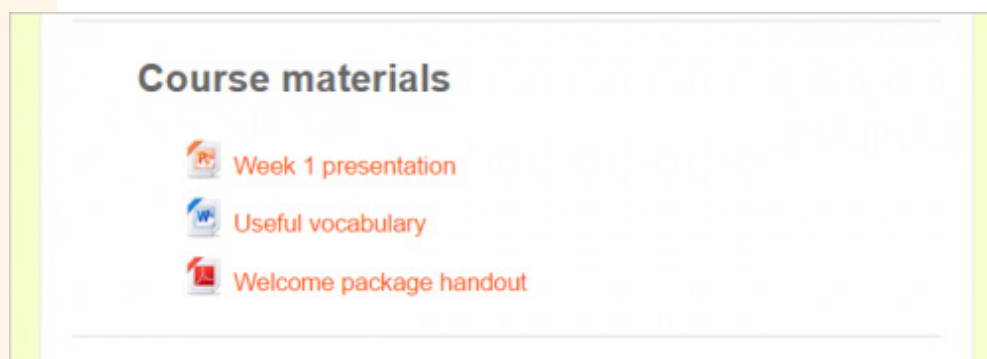 Course materials
Week 1 presentation
Useful vocabulary
Welcome package handout